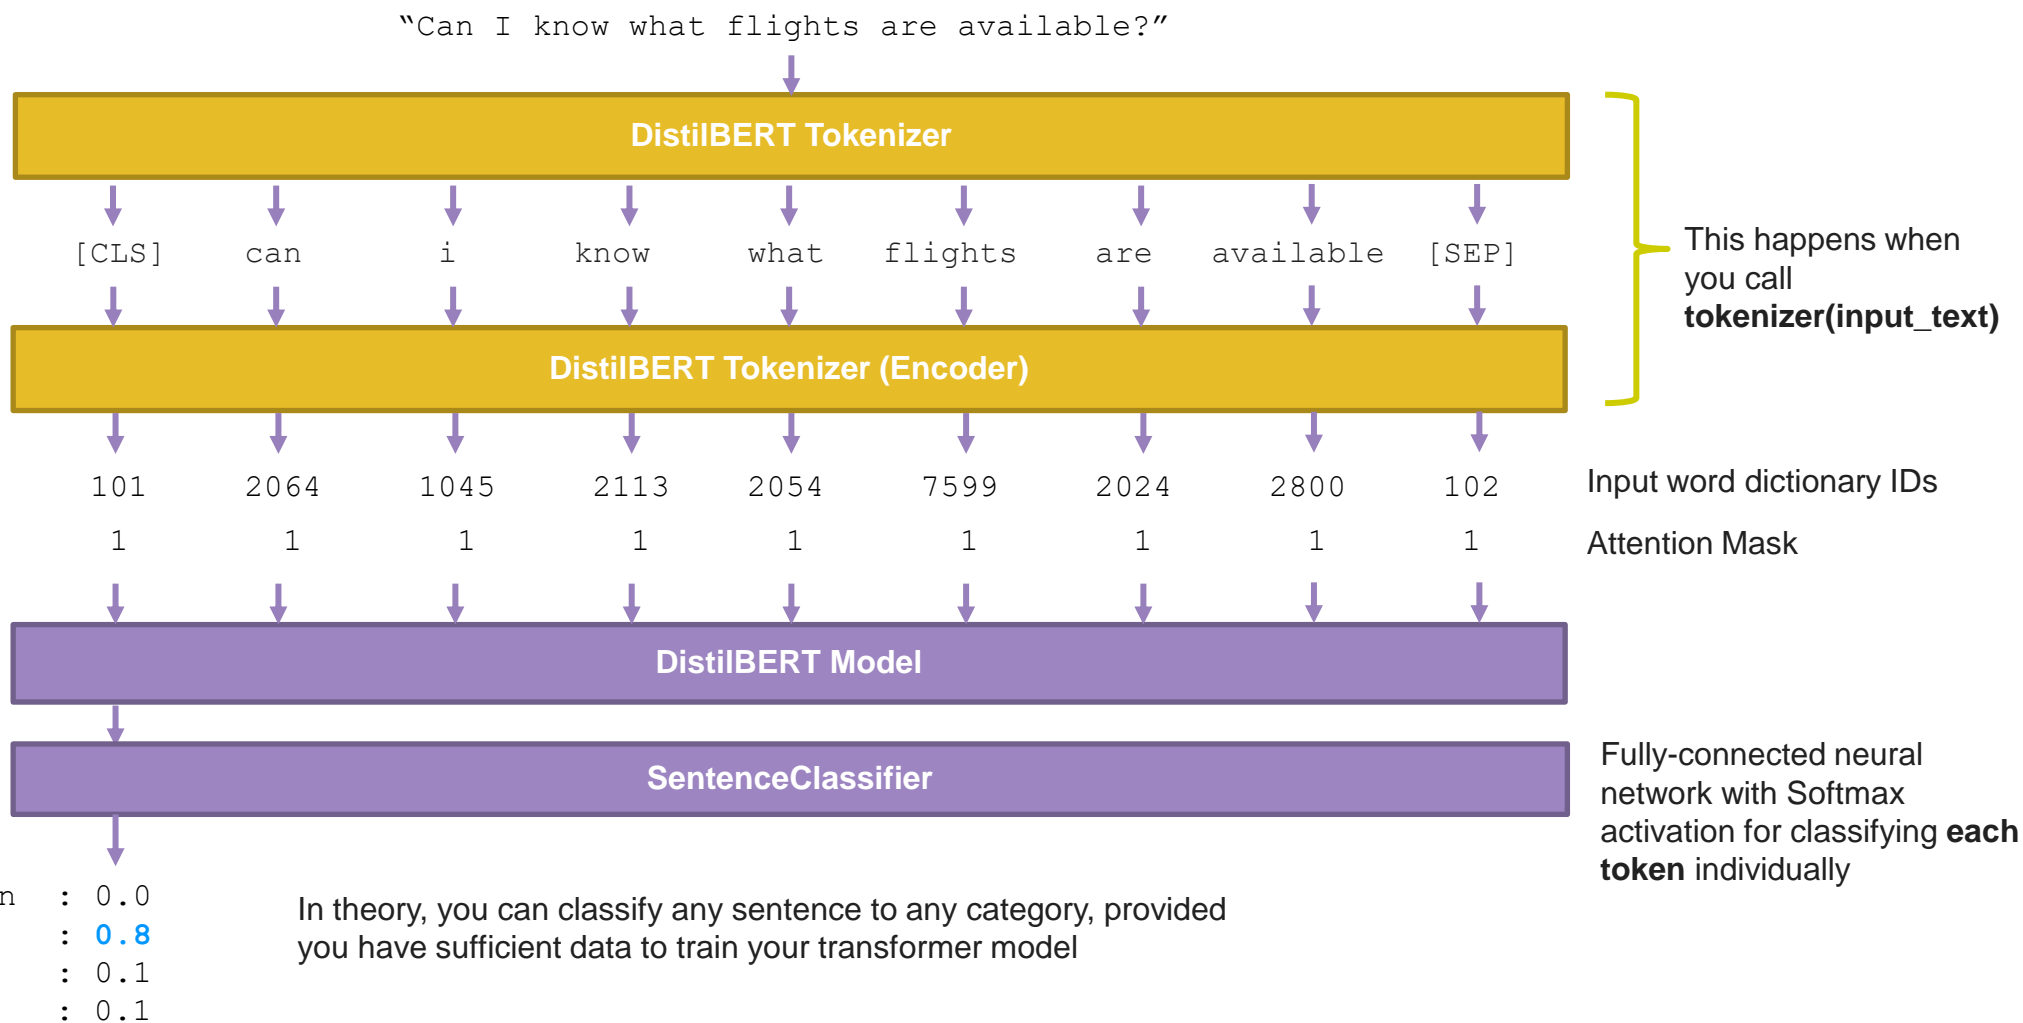 “Can I know what flights are available?”
DistilBERT Tokenizer
[CLS] can i know what flights are available [SEP]
This happens when
you call
tokenizer(input_text)
DistilBERT Tokenizer (Encoder)
101 2064 1045 2113 2054 7599 2024 2800 102 Input word dictionary IDs
1 1 1 1 1 1 1 1 1 Attention Mask
DistilBERT Model
SentenceClassifier
Fully-connected neural
network with Softmax
activation for classifying each
token individually
n : 0.0
: 0.8
: 0.1
: 0.1
In theory, you can classify any sentence to any category, provided
you have sufficient data to train your transformer model